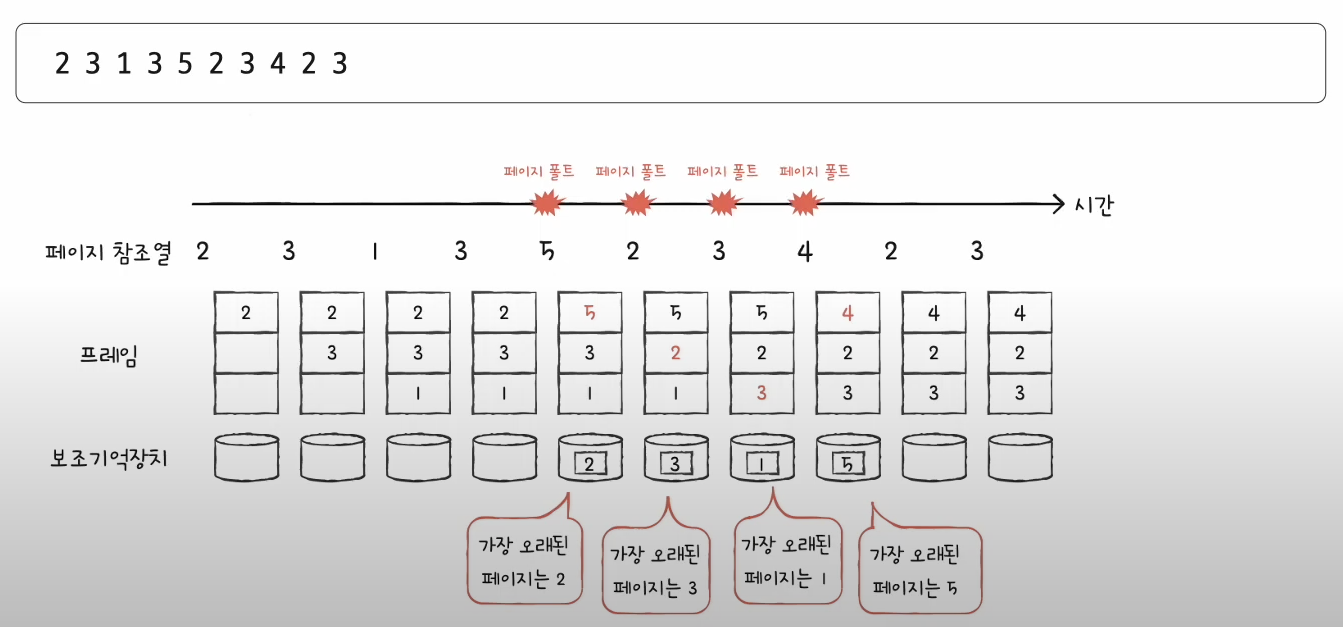 2 3 1 3 5 2 3 4 2 3
페이지 폴트 페이지 폴트 페이지 폴트 페이지 폴트
시간
페이지 참조열 2 3 1 3 5 2 3 4 2 3
2 2 2 2 5 5 5 4 4 4
프레임 3 3 3 3 2 2 2 2 2
1 1 1 1 3 3 3 3
보조기억장치 2 3 1 5
가장 오래된
페이지는 2
가장 오래된
페이지는 3
가장 오래된
페이지는 1
가장 오래된
페이지는 5